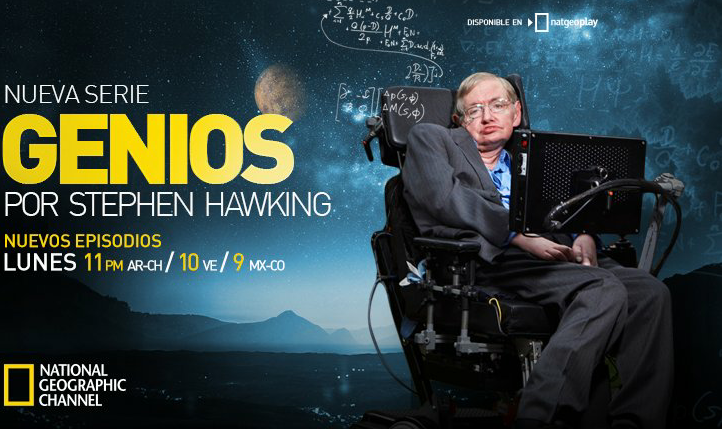 DISPONIBLE EN natgeoplay
NUEVA SERIE
GENIOS
POR STEPHEN HAWKING
NUEVOS EPISODIOS
LUNES 11 PM AR-CH / 10 VE / 9 MX-CO
NATIONAL
GEOGRAPHIC
CHANNEL